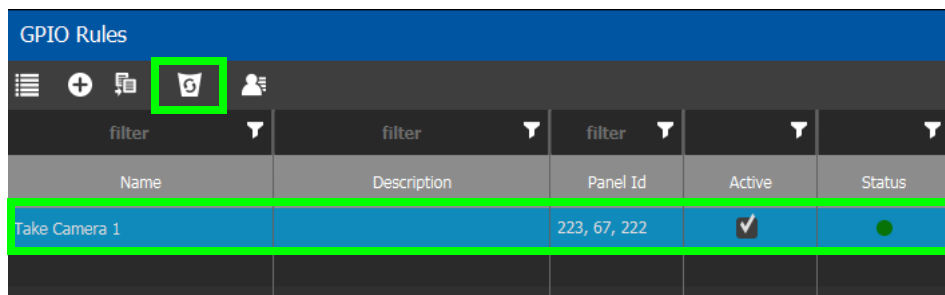 GPIO Rules
filter filter filter
Name Description Panel Id Active Status
Take Camera 1 223, 67, 222